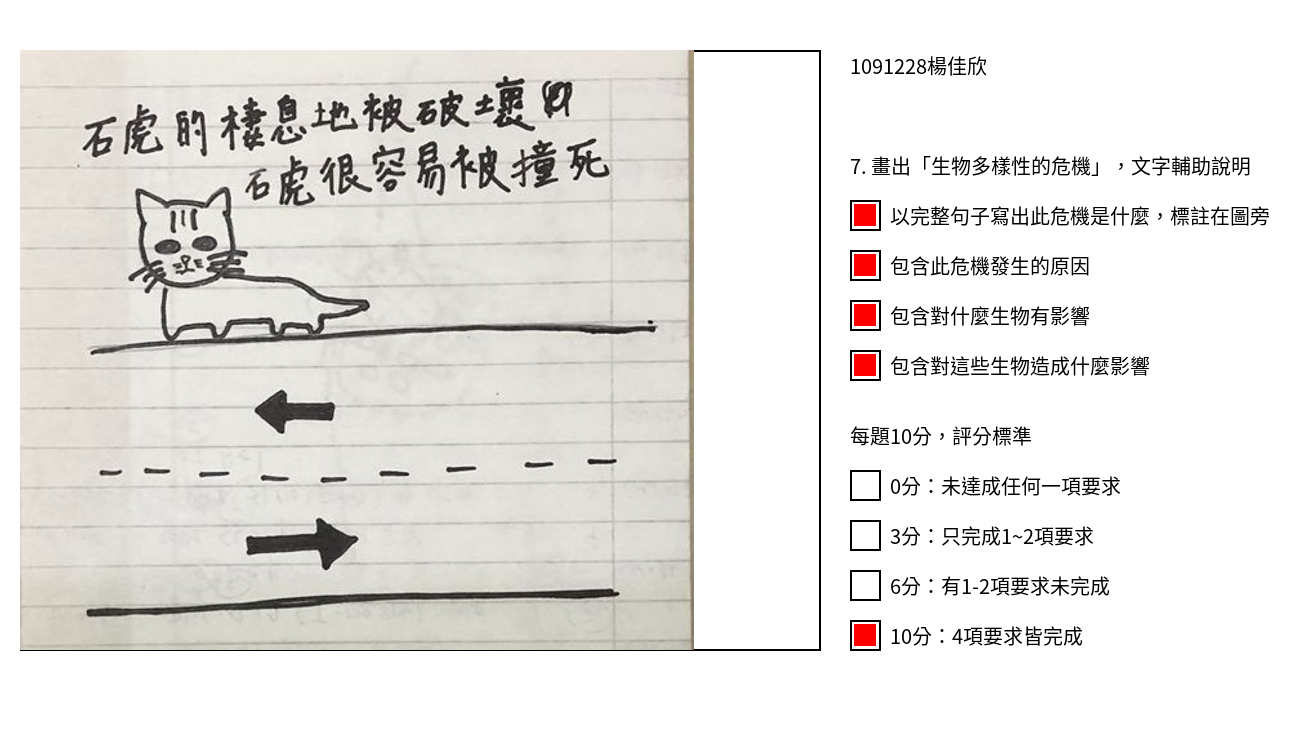 石虎的棲息地被破壞
石虎很容易被撞死
1091228楊佳欣
7. 畫出「生物多樣性的危機」，文字輔助說明
以完整句子寫出此危機是什麼，標註在圖旁
包含此危機發生的原因
包含對什麼生物有影響
包含對這些生物造成什麼影響
每題10分，評分標準
0分：未達成任何一項要求
3分：只完成1~2項要求
6分：有1-2項要求未完成
10分：4項要求皆完成